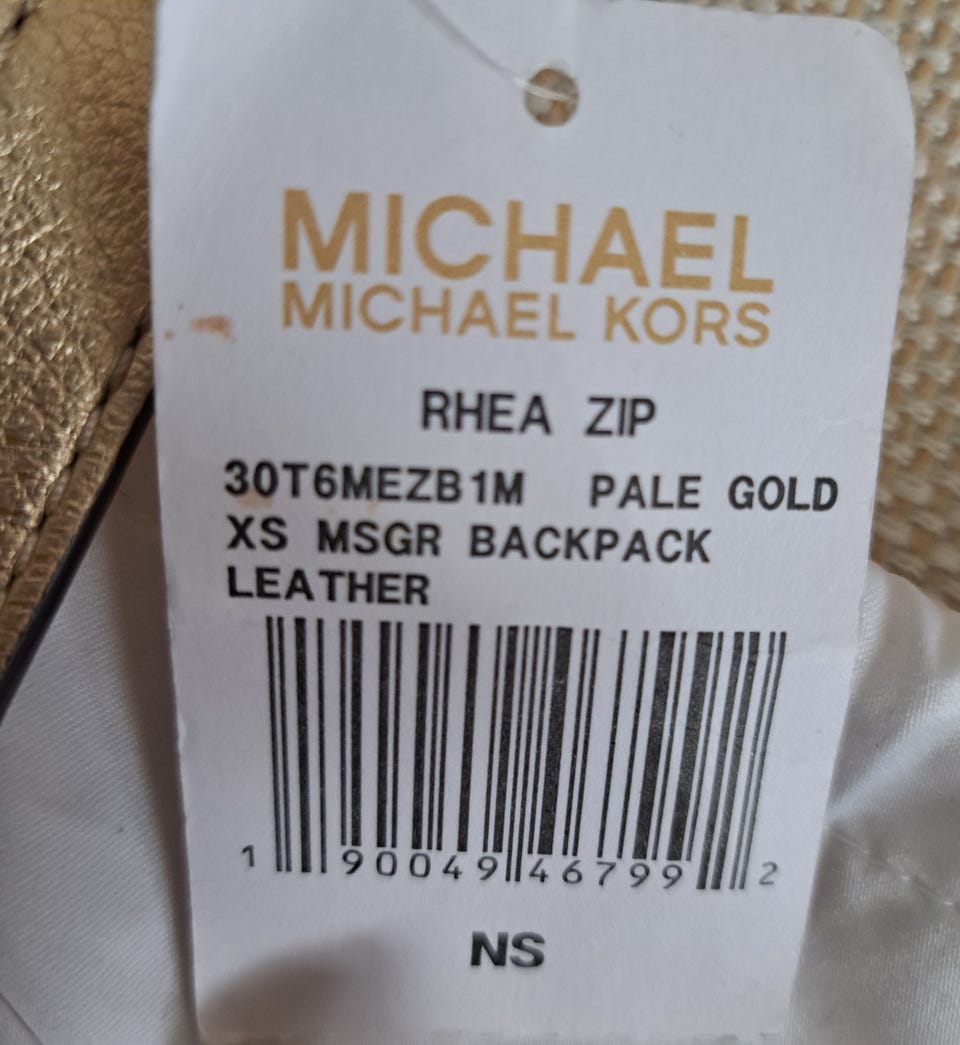 MICHAEL
MICHAEL KORS
RHEA ZIP
30T6MEZB1M PALE GOLD
XS MSGR BACKPACK
LEATHER
1 90049 46799 2
NS